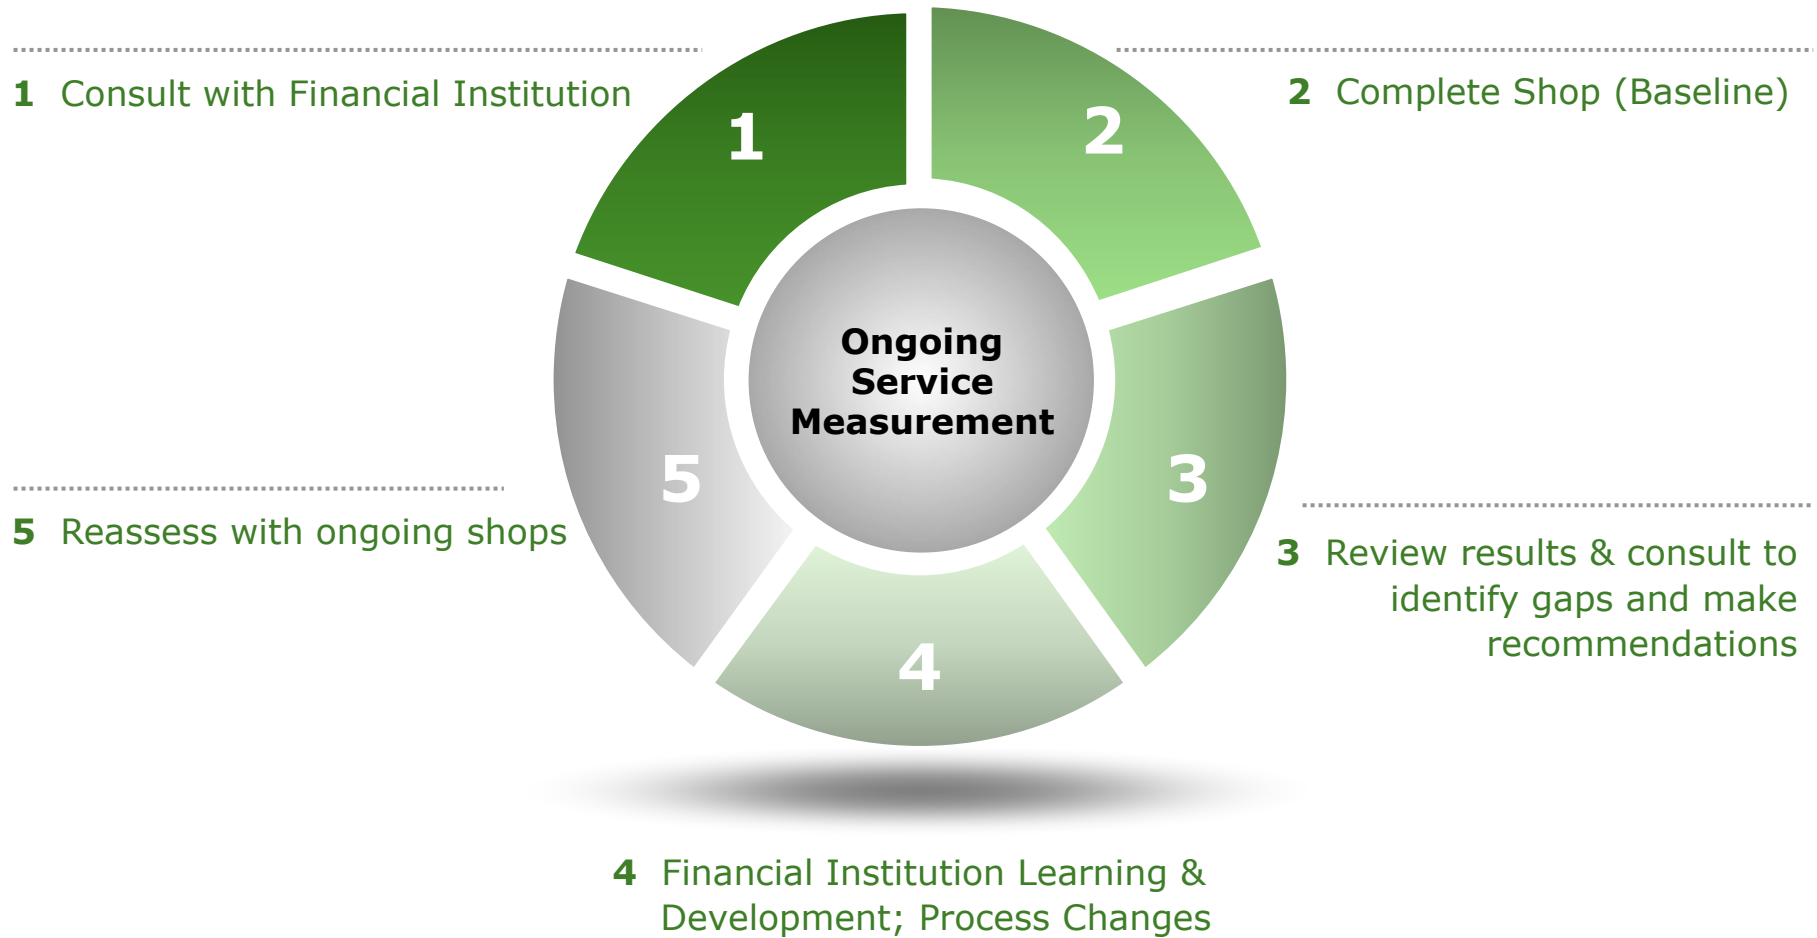 1 Consult with Financial Institution
2 Complete Shop (Baseline)
1
2
Ongoing
Service
Measurement
5
3
5 Reassess with ongoing shops
3 Review results & consult to
identify gaps and make
recommendations
4
4 Financial Institution Learning &
Development; Process Changes